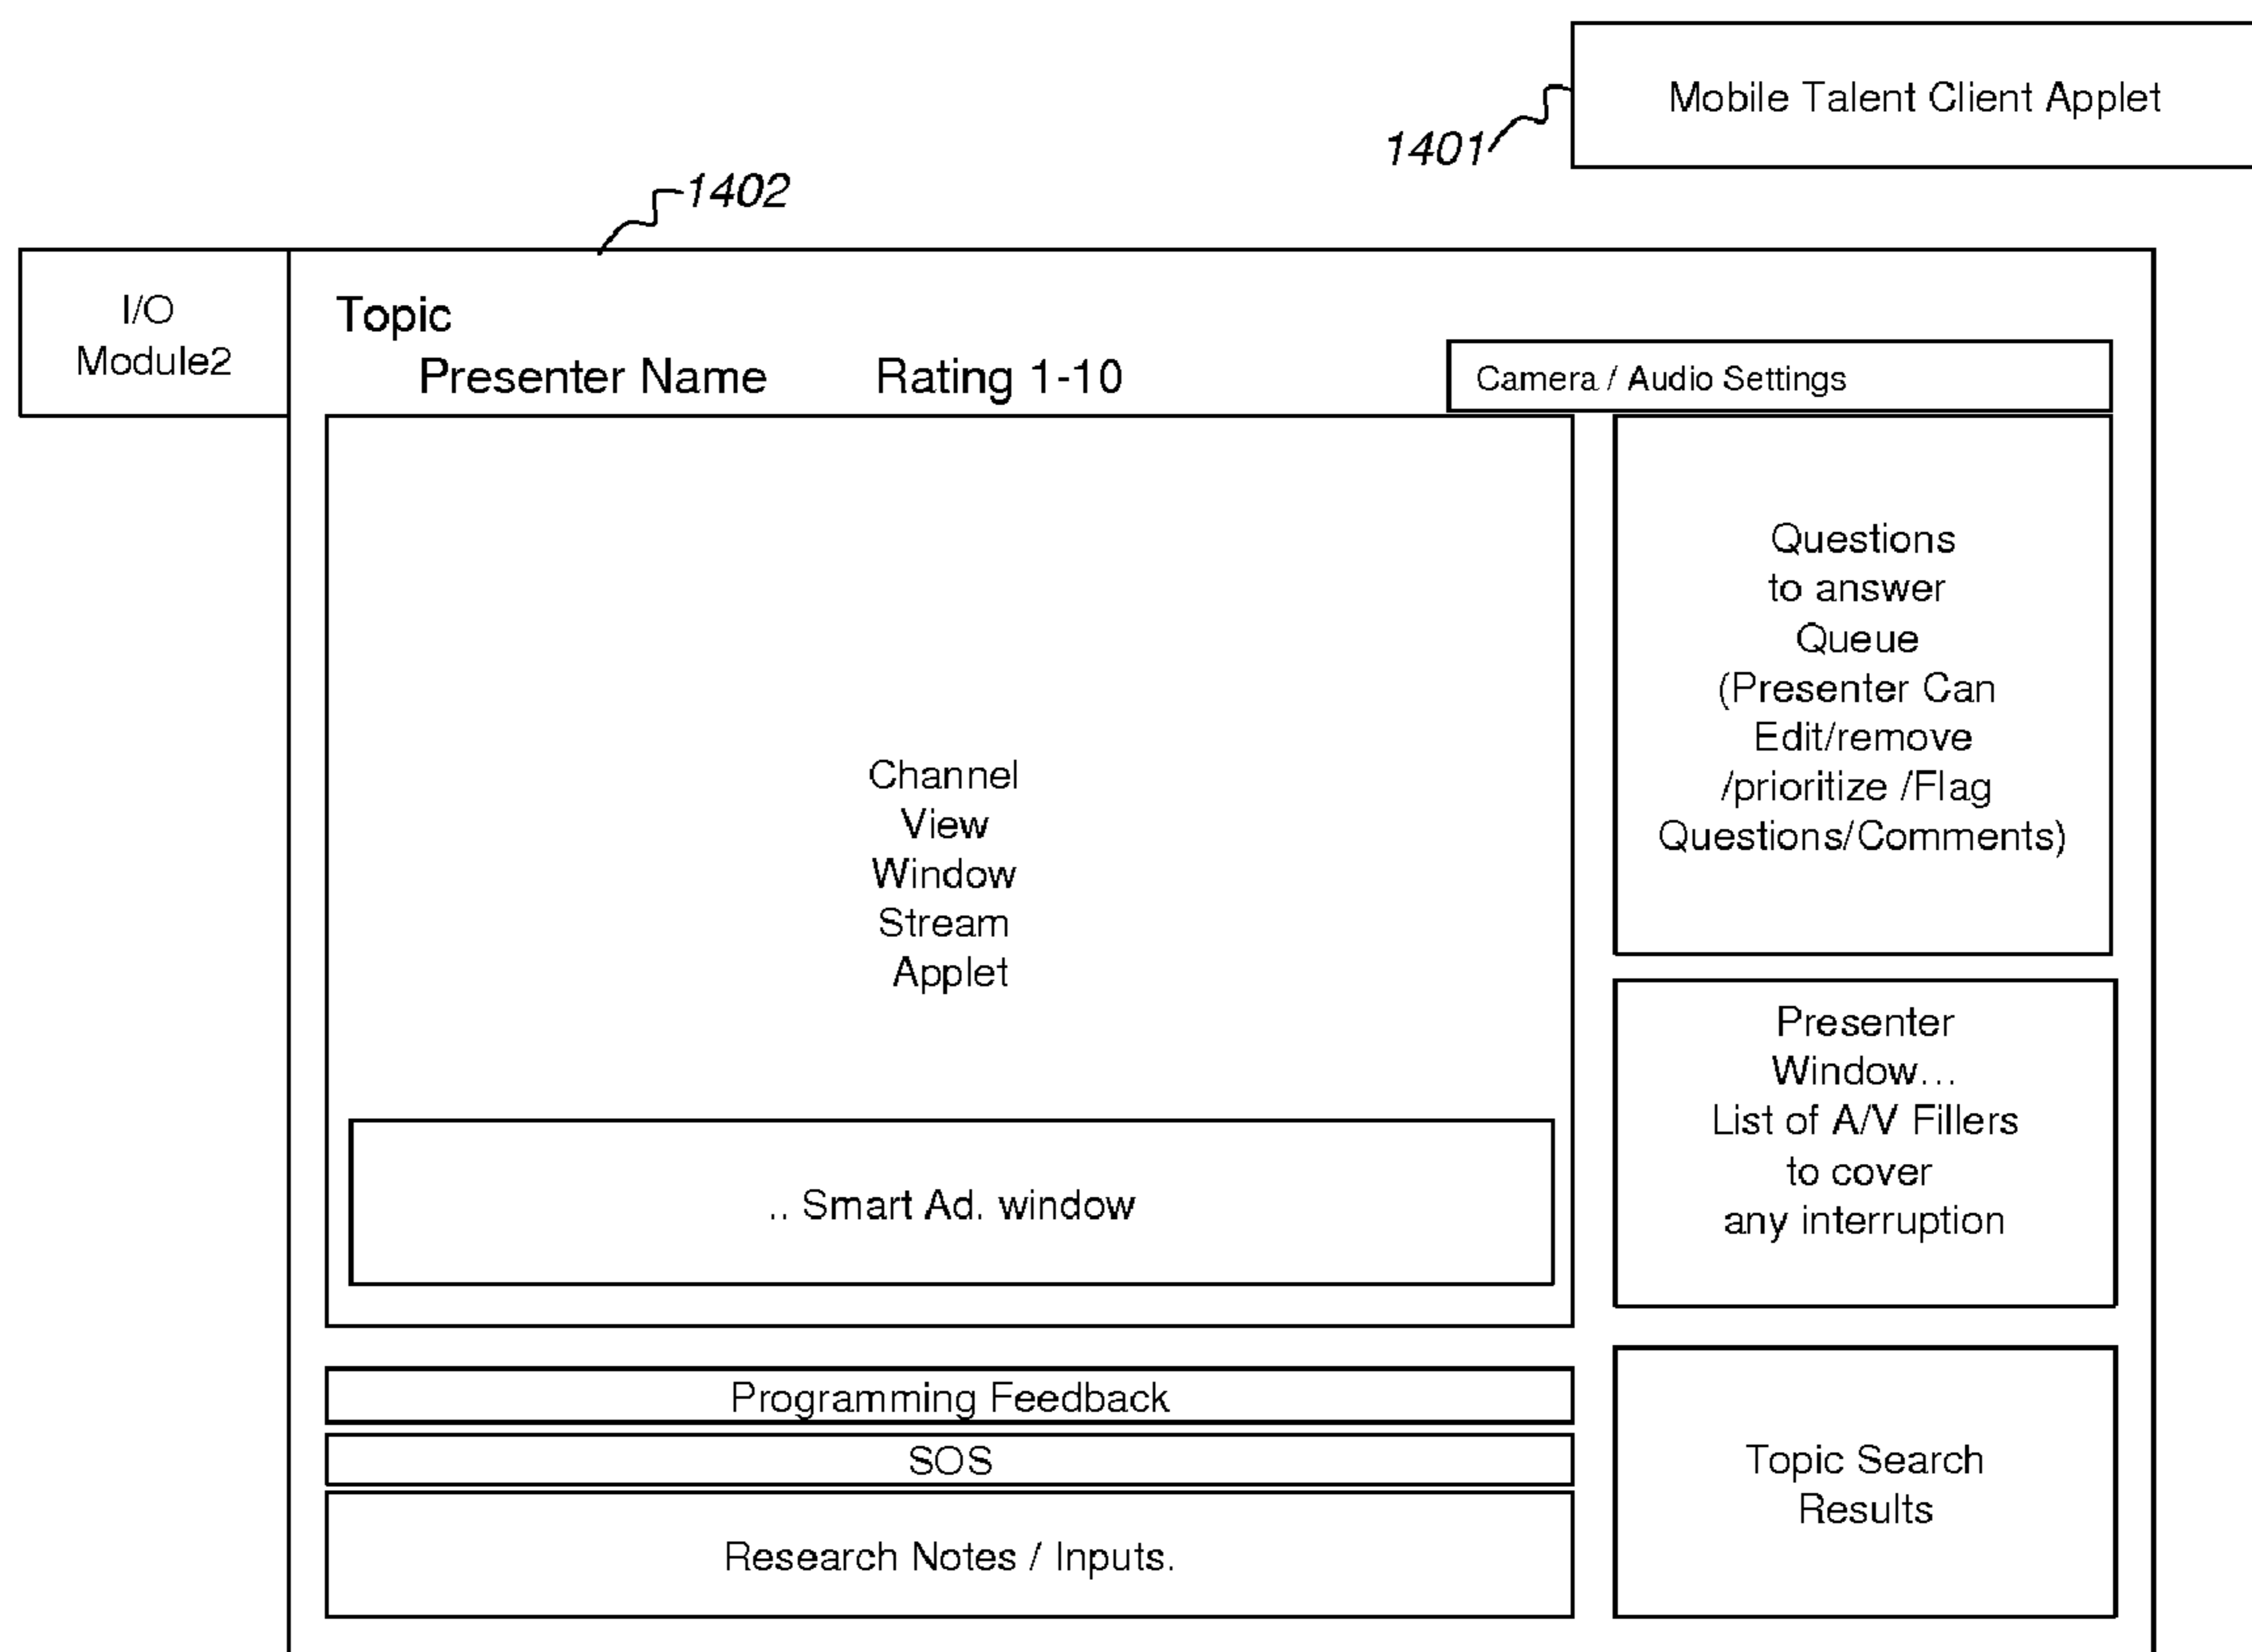 Mobile Talent Client Applet
1401
1402
I/O
Module2
Topic
Presenter Name Rating 1-10
Camera / Audio Settings
Channel
View
Window
Stream
Applet
.. Smart Ad. window
Questions
to answer
Queue
(Presenter Can
Edit/remove
/prioritize /Flag
Questions/Comments)
Presenter
Window...
List of A/V Fillers
to cover
any interruption
Programming Feedback
SOS
Research Notes / Inputs.
Topic Search
Results